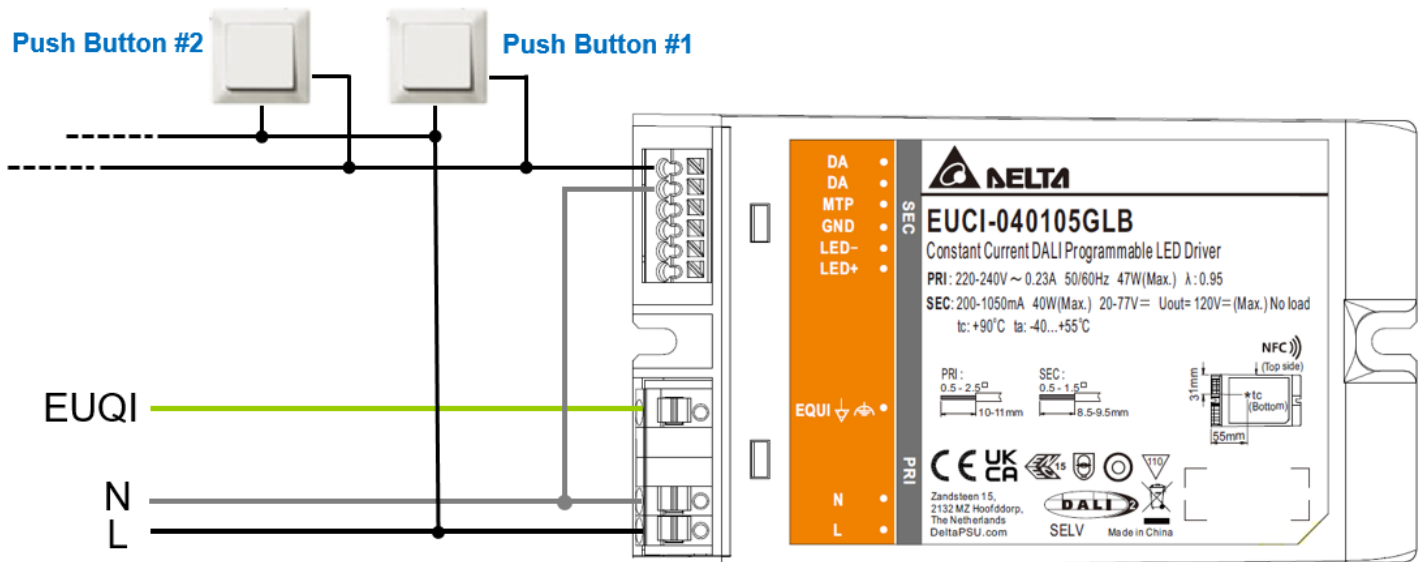 Push Button #2
Push Button #1
DA
DA
MTP
GND
LED-
LED+
SEC
DELTA
EUCI-040105GLB
Constant Current DALI Programmable LED Driver
PRI: 220-240V ~ 0.23A 50/60Hz 47W(Max.) λ:0.95
SEC: 200-1050mA 40W(Max.) 20-77V⎓ Uout= 120V⎓(Max.) No load
tc: +90°C ta: -40...+55°C
NFC
(Top side)
PRI :
0.5 - 2.5
10-11mm
SEC :
0.5 - 1.5
8.5-9.5mm
31mm
tc
(Bottom)
55mm
EUQI
EQUI
PRI
CE UK CA 15 110
N
L
N
L
Zandsteen 15,
2132 MZ Hoofddorp,
The Netherlands
DeltaPSU.com
DALI 2
SELV
Made in China